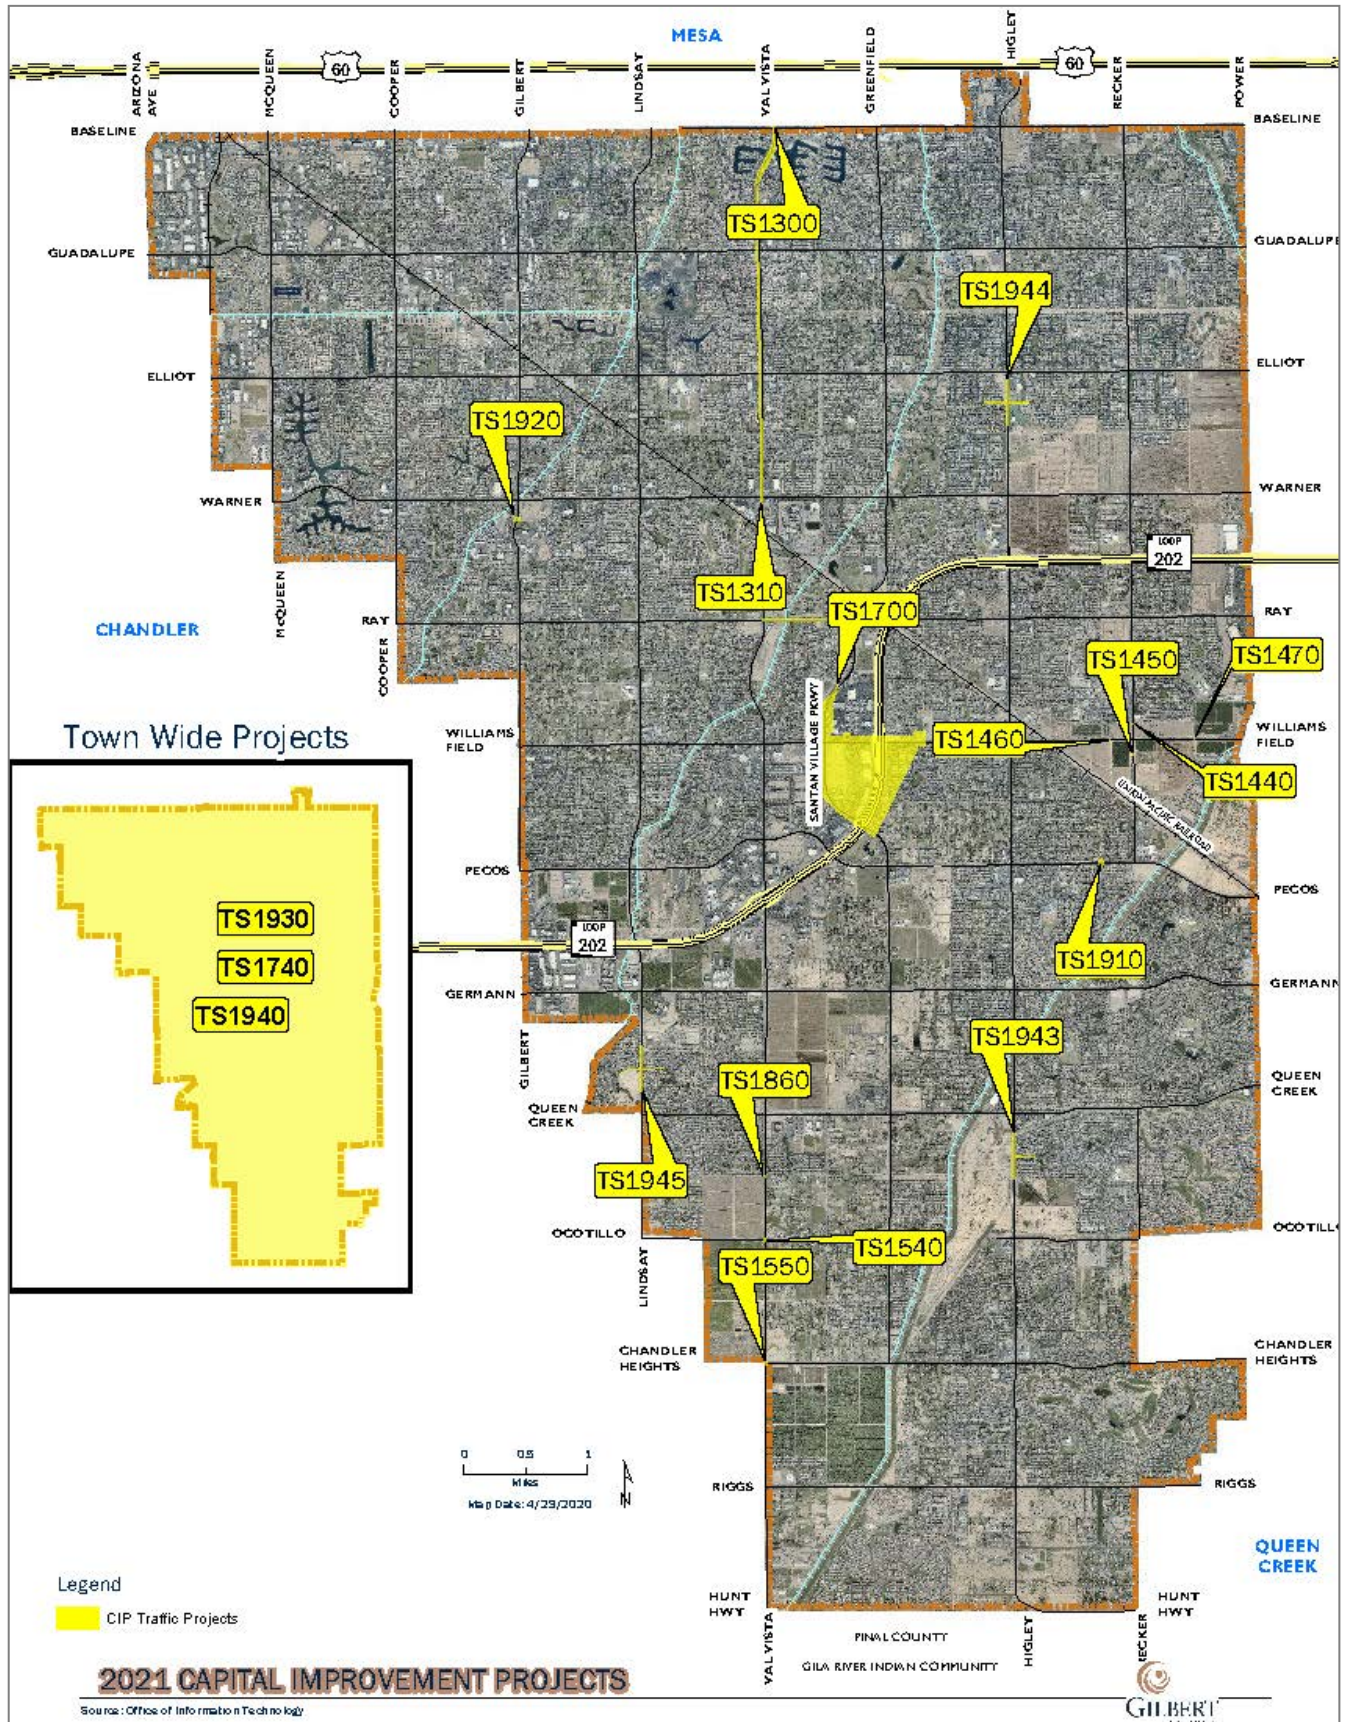 MESA
60
60
ARIZONA
AVE
MCQUEEN
COOPER
GILBERT
LINDSAY
VAL VISTA
GREENFIELD
HIGLEY
RECKER
POWER
BASELINE
BASELINE
TS1300
GUADALUPE
GUADALUPE
TS1944
ELLIOT
ELLIOT
TS1920
WARNER
WARNER
LOOP
202
TS1310
TS1700
MCQUEEN
CHANDLER
RAY
RAY
COOPER
TS1450
TS1470
SANTAN VILLAGE PKWY
Town Wide Projects
WILLIAMS
FIELD
WILLIAMS
FIELD
TS1460
TS1440
UNION PACIFIC RAILROAD
PECOS
PECOS
TS1930
TS1740
TS1940
LOOP
202
TS1910
GERMANN
GERMANN
GILBERT
TS1943
TS1860
QUEEN
CREEK
QUEEN
CREEK
TS1945
OCOTILLO
OCOTILLO
TS1540
TS1550
LINDSAY
CHANDLER
HEIGHTS
CHANDLER
HEIGHTS
0 0.5 1
Miles
Map Date: 4/23/2020
N
RIGGS
RIGGS
QUEEN
CREEK
Legend
CIP Traffic Projects
HUNT
HWY
HUNT
HWY
VAL VISTA
HIGLEY
RECKER
PINAL COUNTY
GILA RIVER INDIAN COMMUNITY
2021 CAPITAL IMPROVEMENT PROJECTS
Source: Office of Information Technology
GILBERT